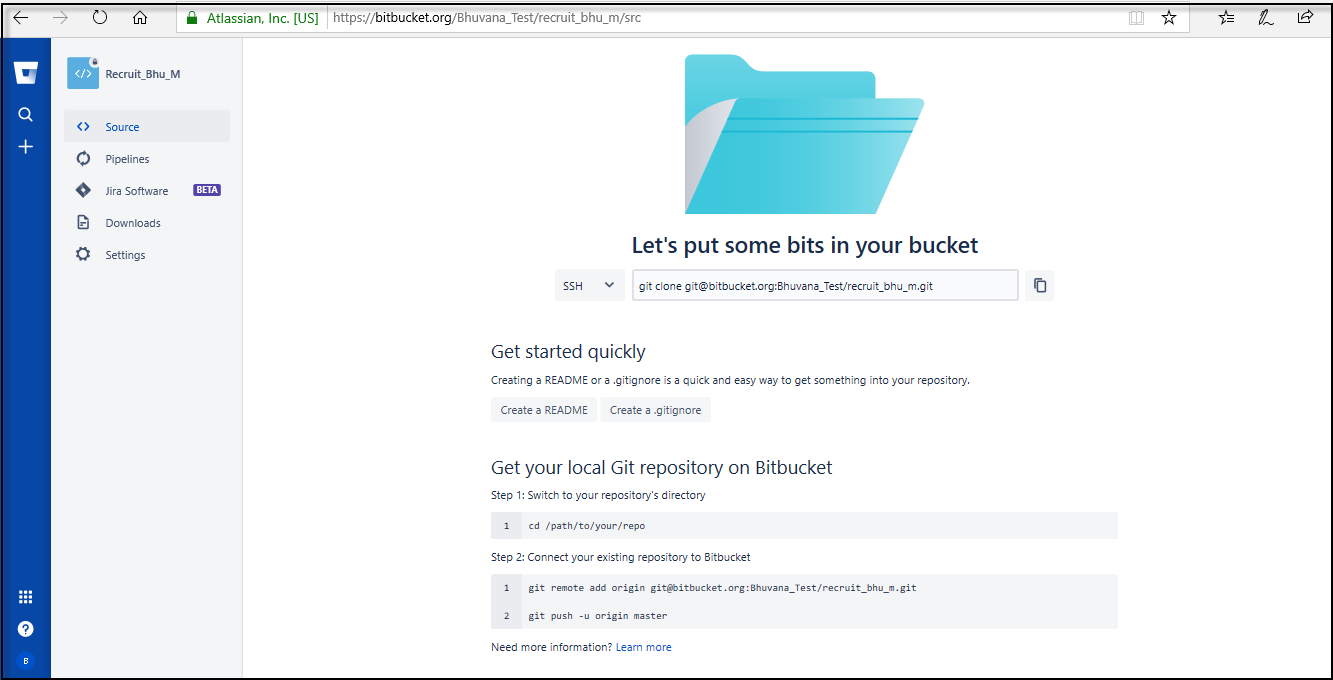 Atlassian, Inc. [US] https://bitbucket.org/Bhuvana_Test/recruit_bhu_m/src
</> Recruit_Bhu_M
Source
Pipelines
Jira Software BETA
Downloads
Settings
?
B
Let's put some bits in your bucket
SSH git clone git@bitbucket.org:Bhuvana_Test/recruit_bhu_m.git
Get started quickly
Creating a README or a .gitignore is a quick and easy way to get something into your repository.
Create a README Create a .gitignore
Get your local Git repository on Bitbucket
Step 1: Switch to your repository's directory
1 cd /path/to/your/repo
Step 2: Connect your existing repository to Bitbucket
1 git remote add origin git@bitbucket.org:Bhuvana_Test/recruit_bhu_m.git
2 git push -u origin master
Need more information? Learn more